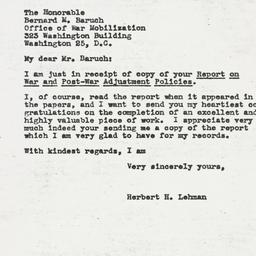 The Honorable
Bernard M. Baruch
Office of War Mobilization
323 Washington Building
Washington 25, D.C.
My dear Mr. Baruch:
I am just in receipt of copy of your Report on
War and Post-War Adjustment Policies.
I, of course, read the report when it appeared in
the papers, and I want to send you my heartiest co
gratulations on the completion of an excellent and
highly valuable piece of work. I appreciate very
much indeed your sending me a copy of the report
which I am very glad to have for my records.
With kindest regards, I am
Very sincerely yours,
Herbert H. Lehman